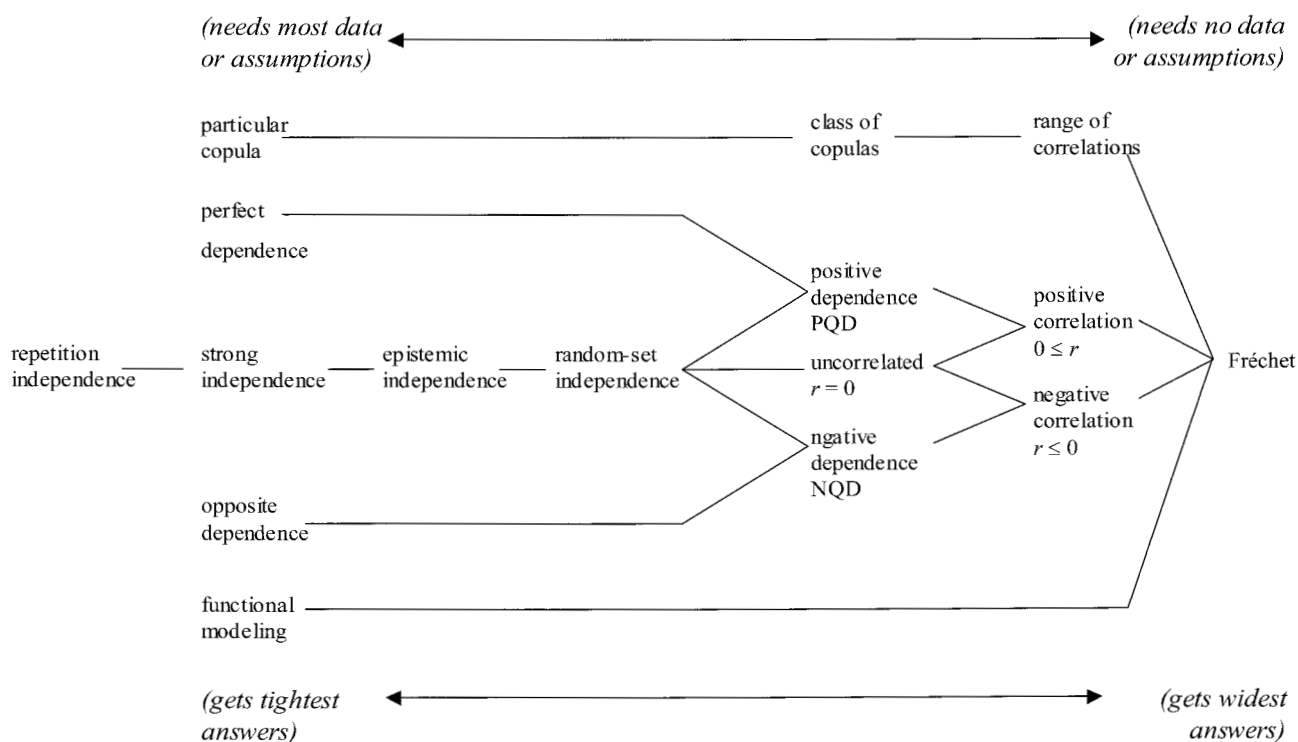 (needs most data
or assumptions)
(needs no data
or assumptions)
particular
copula
class of
copulas
range of
correlations
perfect
dependence
positive
dependence
PQD
positive
correlation
0 ≤ r
repetition
independence
strong
independence
epistemic
independence
random-set
independence
uncorrelated
r = 0
Fréchet
negative
correlation
r ≤ 0
ngative
dependence
NQD
opposite
dependence
functional
modeling
(gets tightest
answers)
(gets widest
answers)